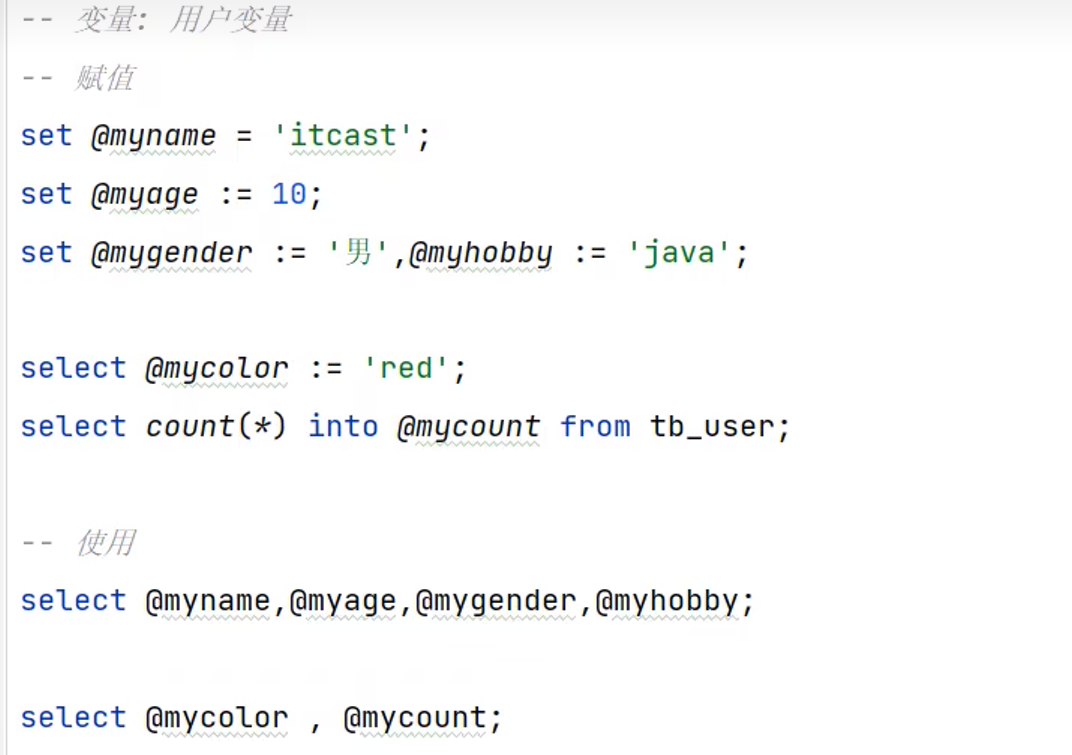 -- 变量: 用户变量
-- 赋值
set @myname = 'itcast';
set @myage := 10;
set @mygender := '男',@myhobby := 'java';
select @mycolor := 'red';
select count(*) into @mycount from tb_user;
-- 使用
select @myname,@myage,@mygender,@myhobby;
select @mycolor , @mycount;